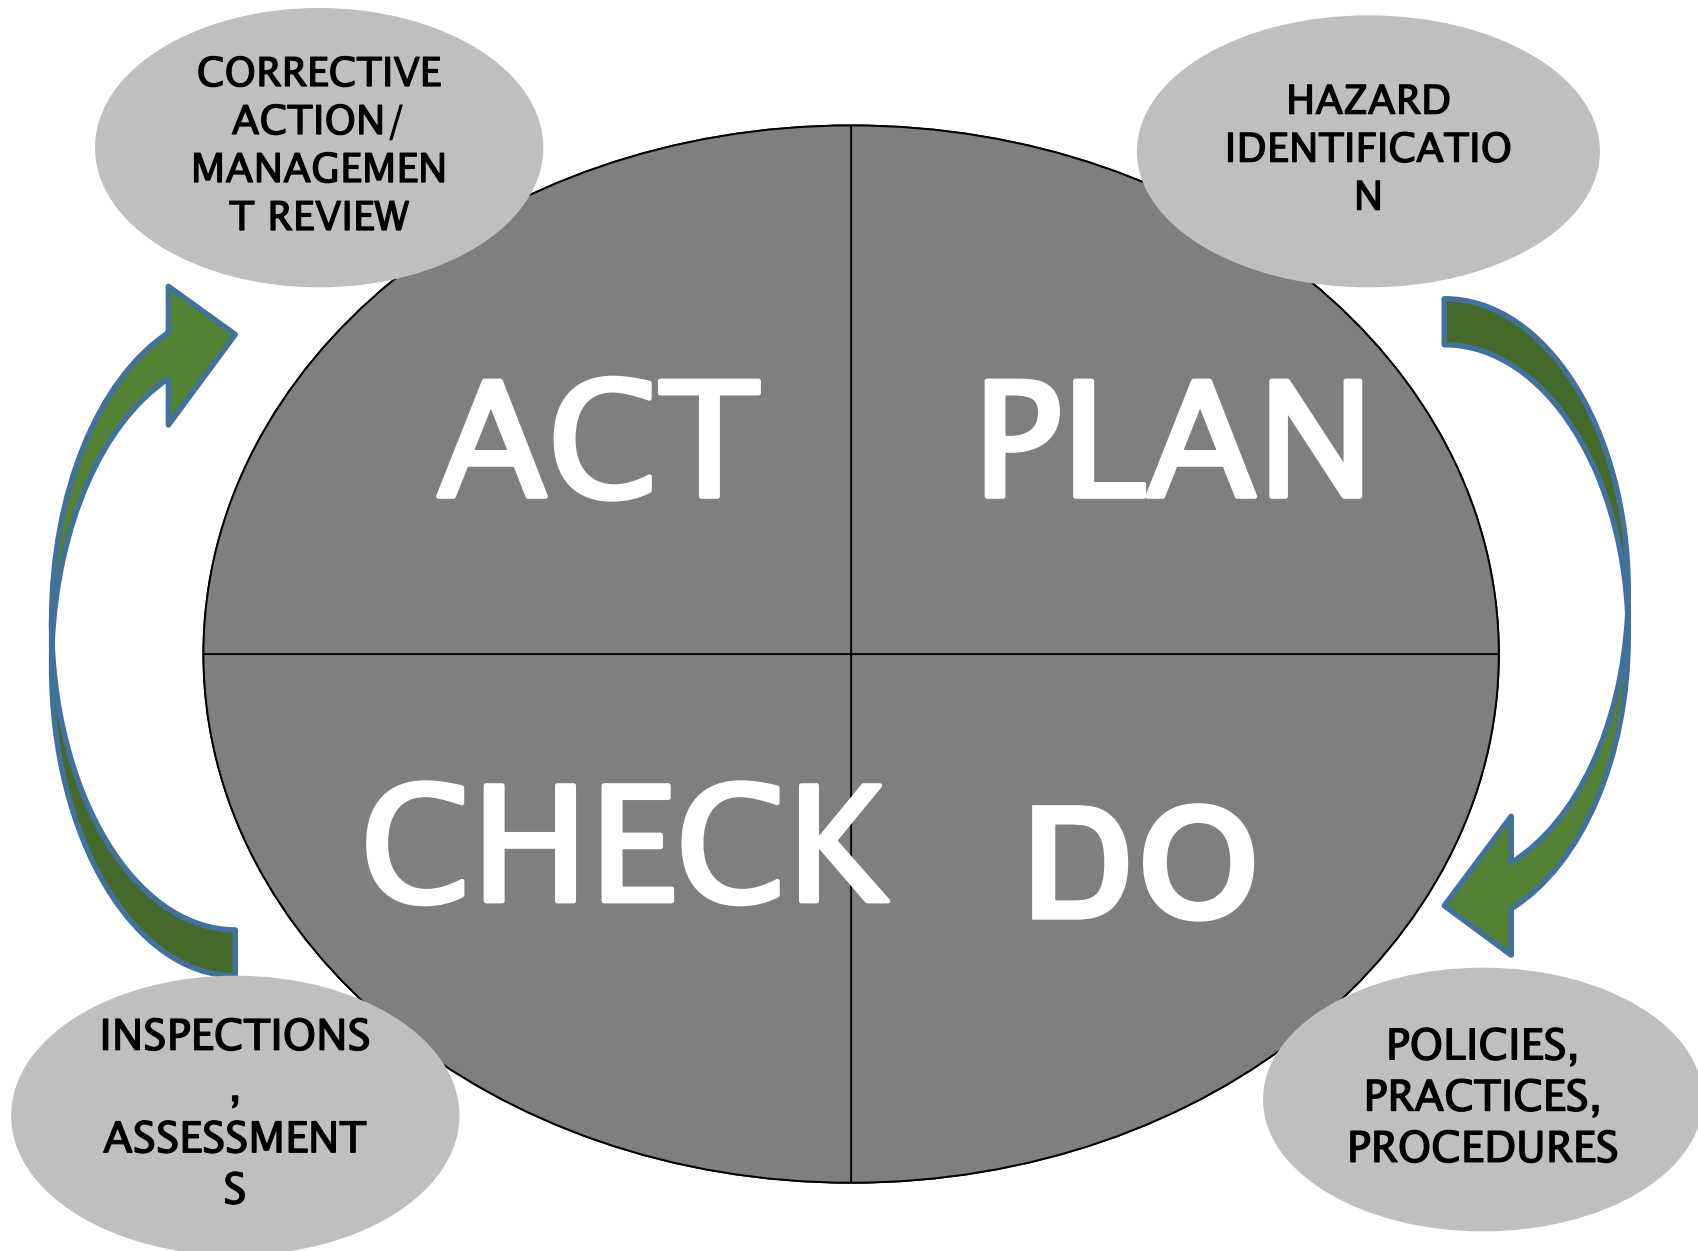 CORRECTIVE
ACTION/
MANAGEMEN
T REVIEW
HAZARD
IDENTIFICATIO
N
ACT
PLAN
CHECK
DO
INSPECTIONS
,
ASSESSMENT
S
POLICIES,
PRACTICES,
PROCEDURES